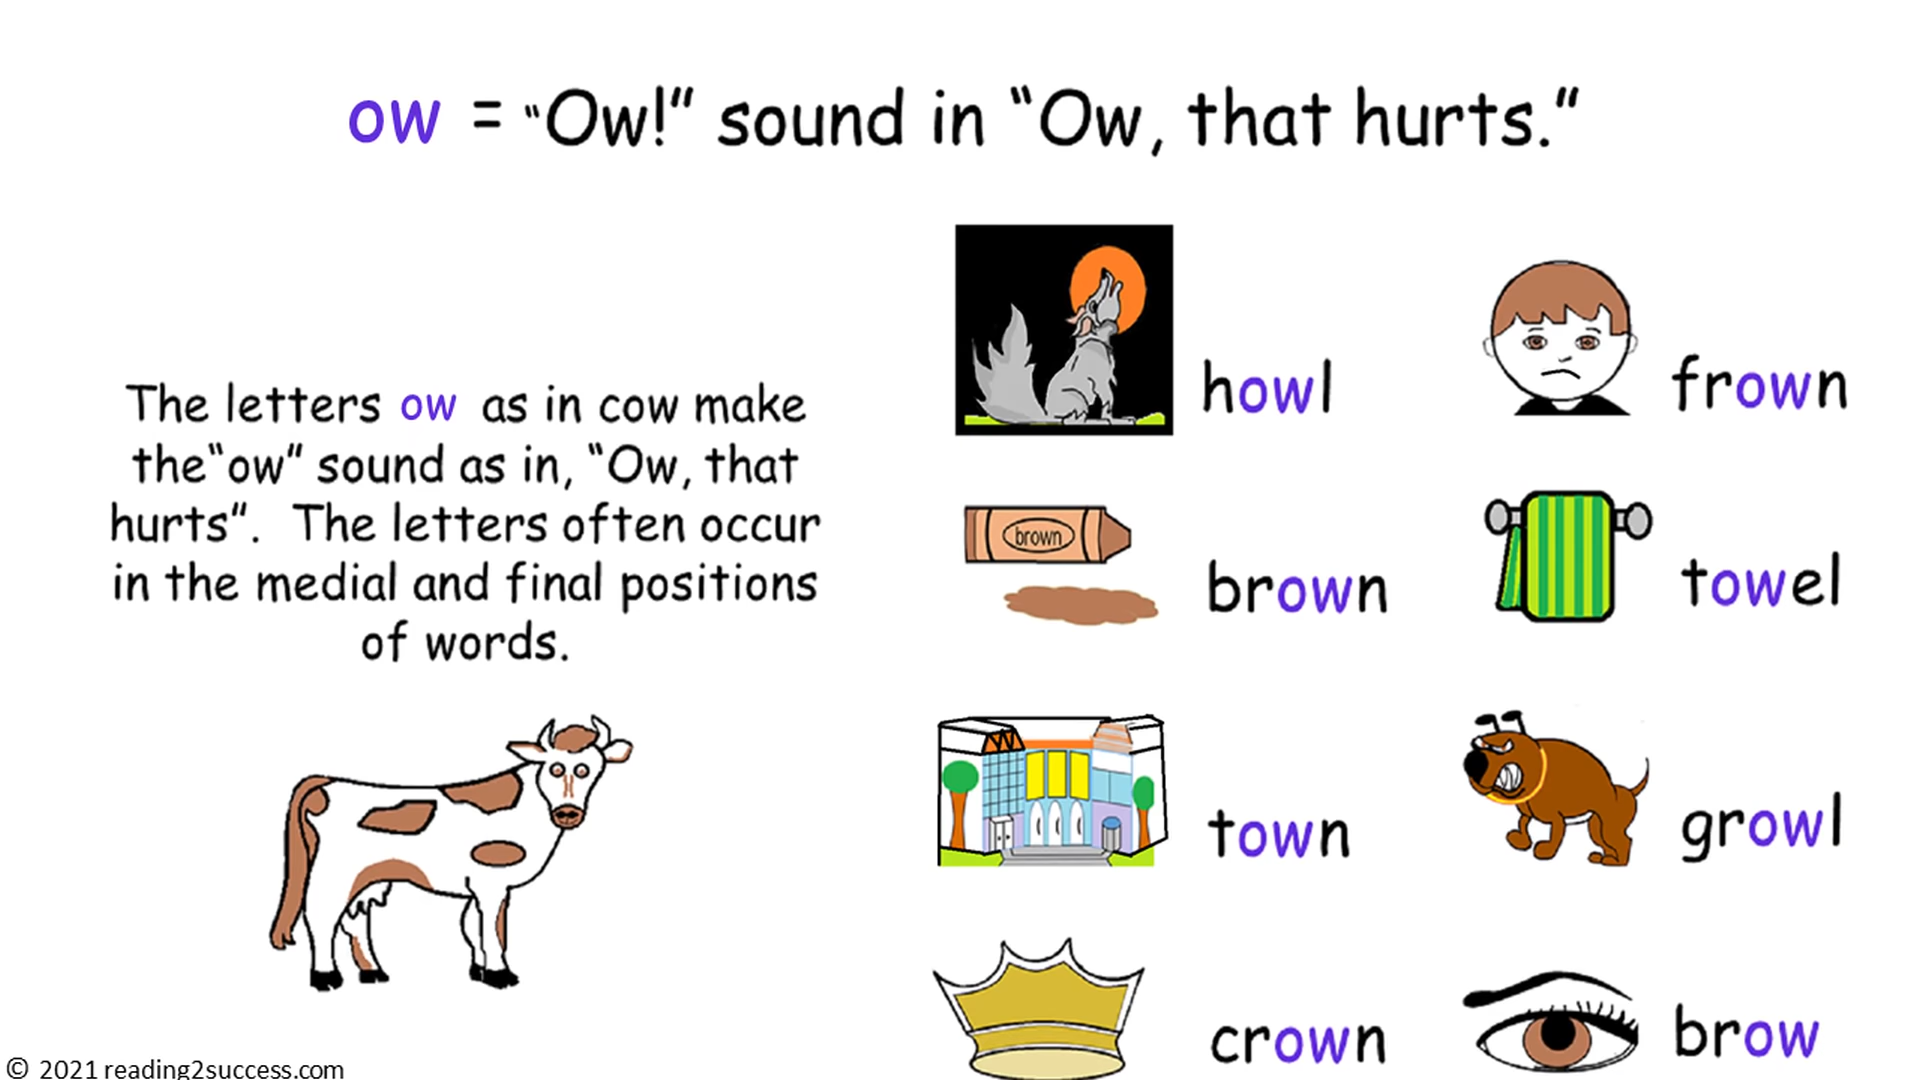 ow = “Ow!” sound in “Ow, that hurts.”
The letters ow as in cow make
the“ow” sound as in, “Ow, that
hurts”. The letters often occur
in the medial and final positions
of words.
howl
frown
brown
brown
towel
town
growl
crown
brow
© 2021 reading2success.com